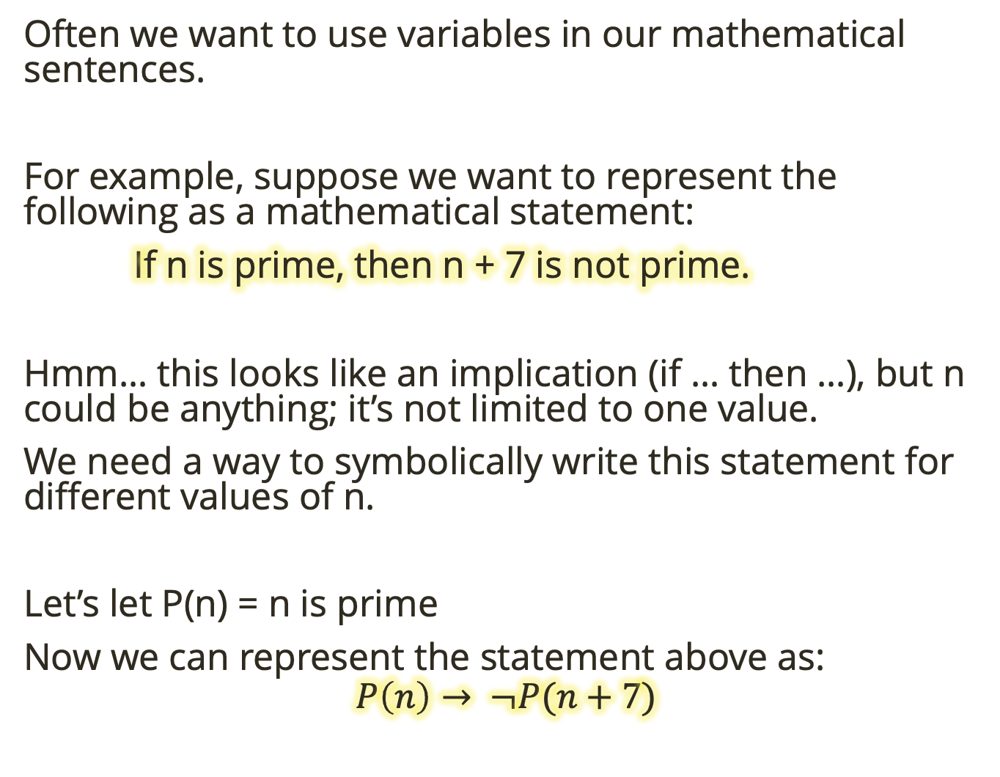 Often we want to use variables in our mathematical
sentences.
For example, suppose we want to represent the
following as a mathematical statement:
If n is prime, then n + 7 is not prime.
Hmm... this looks like an implication (if ... then ...), but n
could be anything; it’s not limited to one value.
We need a way to symbolically write this statement for
different values of n.
Let’s let P(n) = n is prime
Now we can represent the statement above as:
P(n) → ¬P(n + 7)